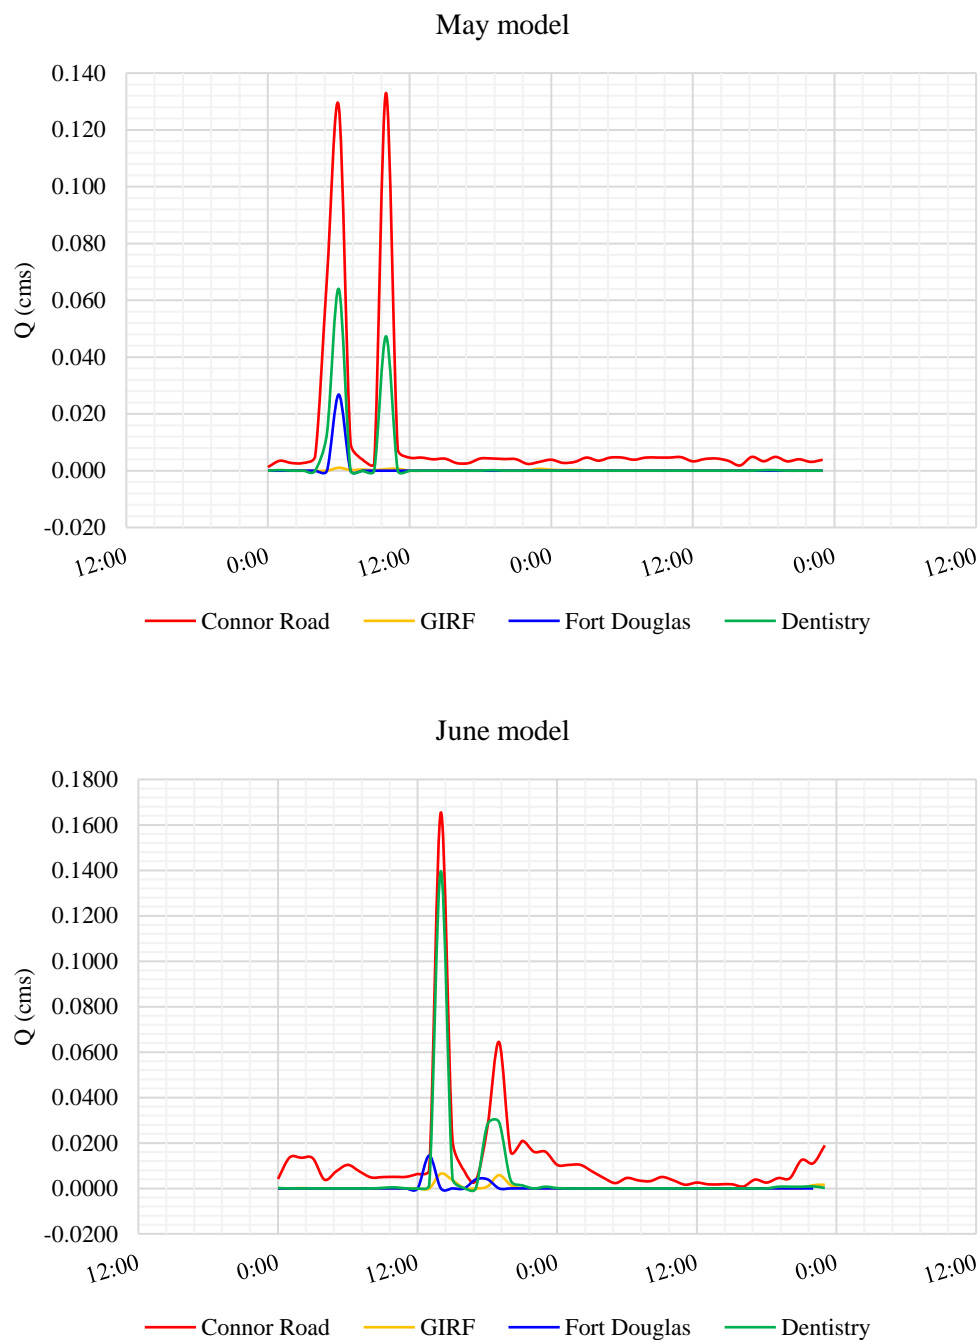 May model
0.140
0.120
0.100
0.080
0.060
0.040
0.020
0.000
-0.020
Q (cms)
12:00 0:00 12:00 0:00 12:00 0:00 12:00
Connor Road GIRF Fort Douglas Dentistry
June model
0.1800
0.1600
0.1400
0.1200
0.1000
0.0800
0.0600
0.0400
0.0200
0.0000
-0.0200
Q (cms)
12:00 0:00 12:00 0:00 12:00 0:00 12:00
Connor Road GIRF Fort Douglas Dentistry